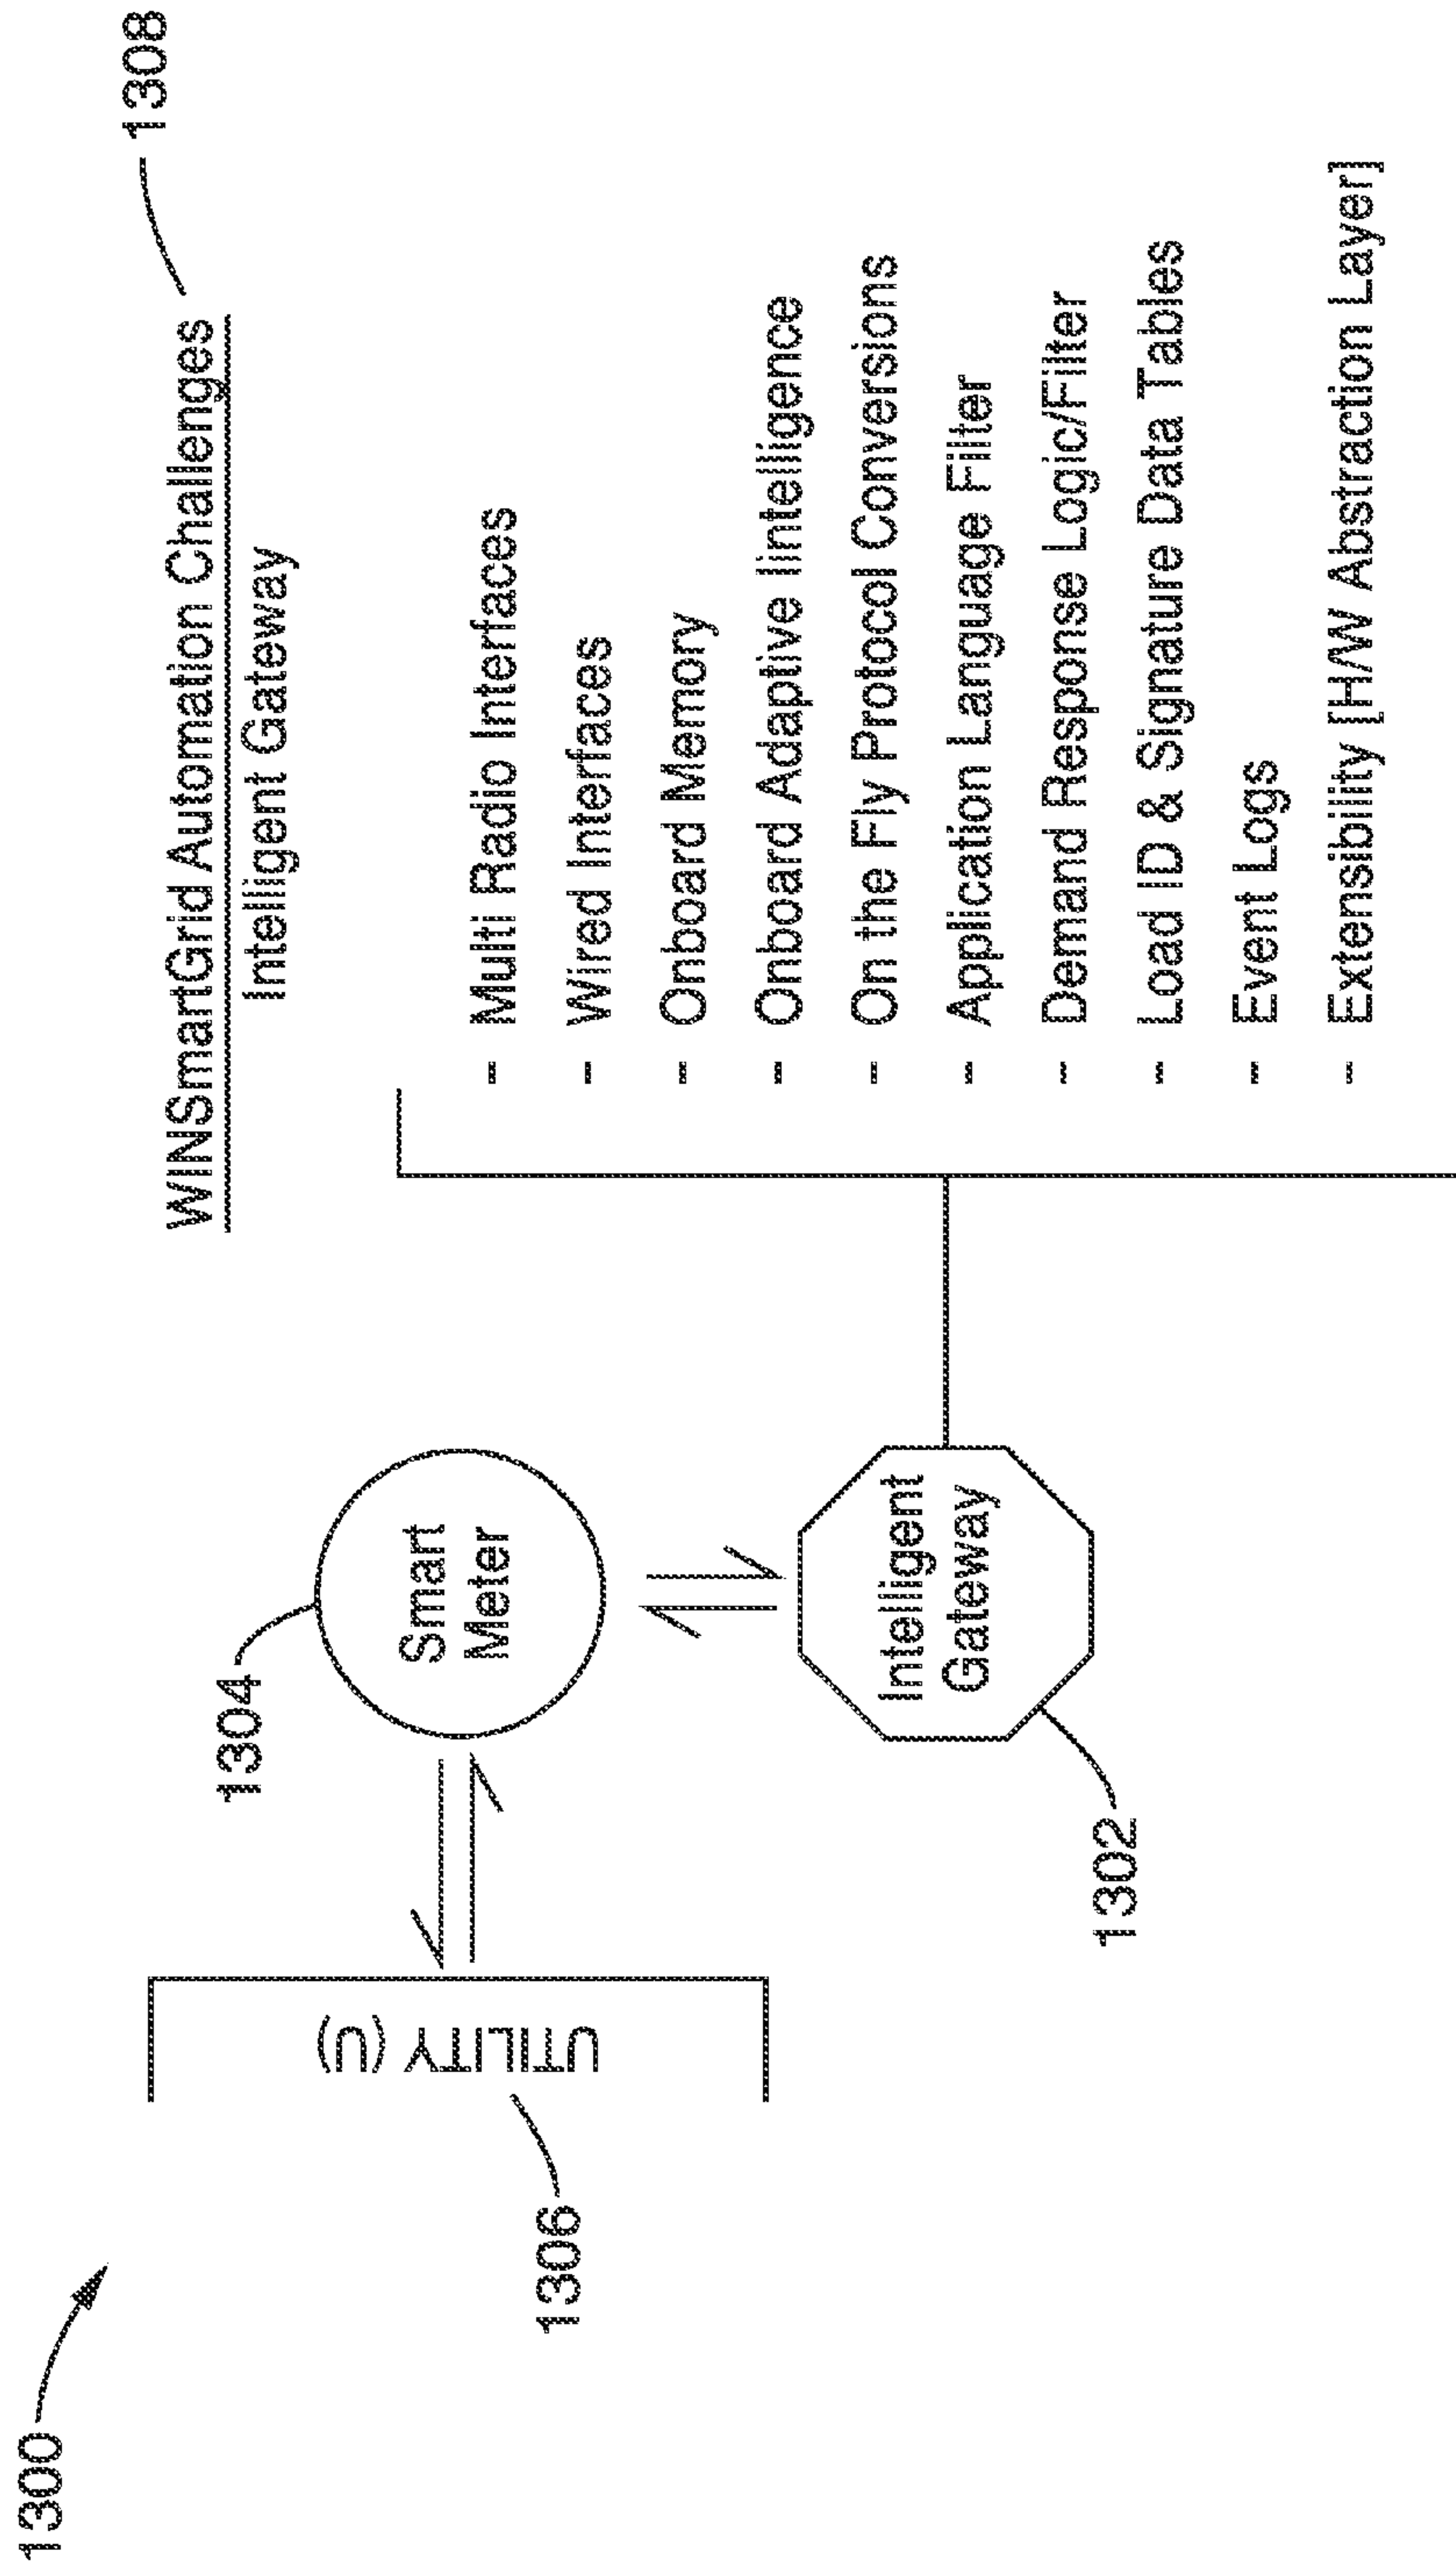 1300
1306
UTILITY (U)
1304
Smart
Meter
1302
Intelligent
Gateway
1308
WINSmartGrid Automation Challenges
Intelligent Gateway
- Multi Radio Interfaces
- Wired Interfaces
- Onboard Memory
- Onboard Adaptive Iintelligence
- On the Fly Protocol Conversions
- Application Language Filter
- Demand Response Logic/Filter
- Load ID & Signature Data Tables
- Event Logs
- Extensibility [H/W Abstraction Layer]